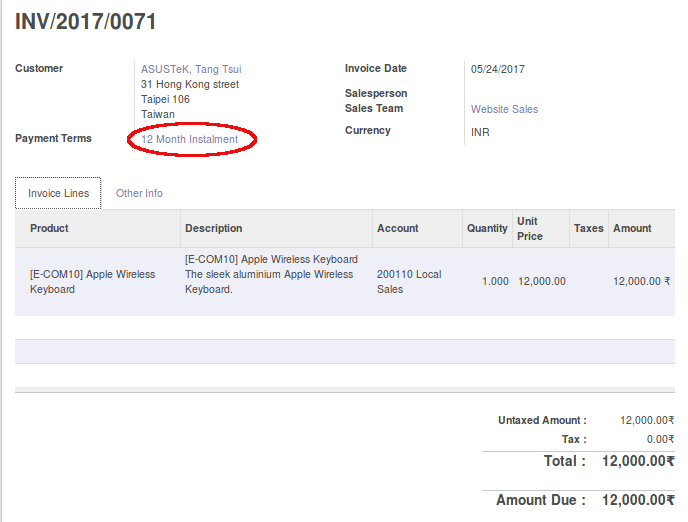 INV/2017/0071
Customer
ASUSTeK, Tang Tsui
31 Hong Kong street
Taipei 106
Taiwan
Payment Terms
12 Month Instalment
Invoice Date
05/24/2017
Salesperson
Sales Team
Website Sales
Currency
INR
Invoice Lines Other Info
Product Description Account Quantity Unit Price Taxes Amount
[E-COM10] Apple Wireless
Keyboard
[E-COM10] Apple Wireless Keyboard
The sleek aluminium Apple Wireless
Keyboard.
200110 Local
Sales
1.000 12,000.00 12,000.00 ₹
Untaxed Amount : 12,000.00₹
Tax : 0.00₹
Total : 12,000.00₹
Amount Due : 12,000.00₹